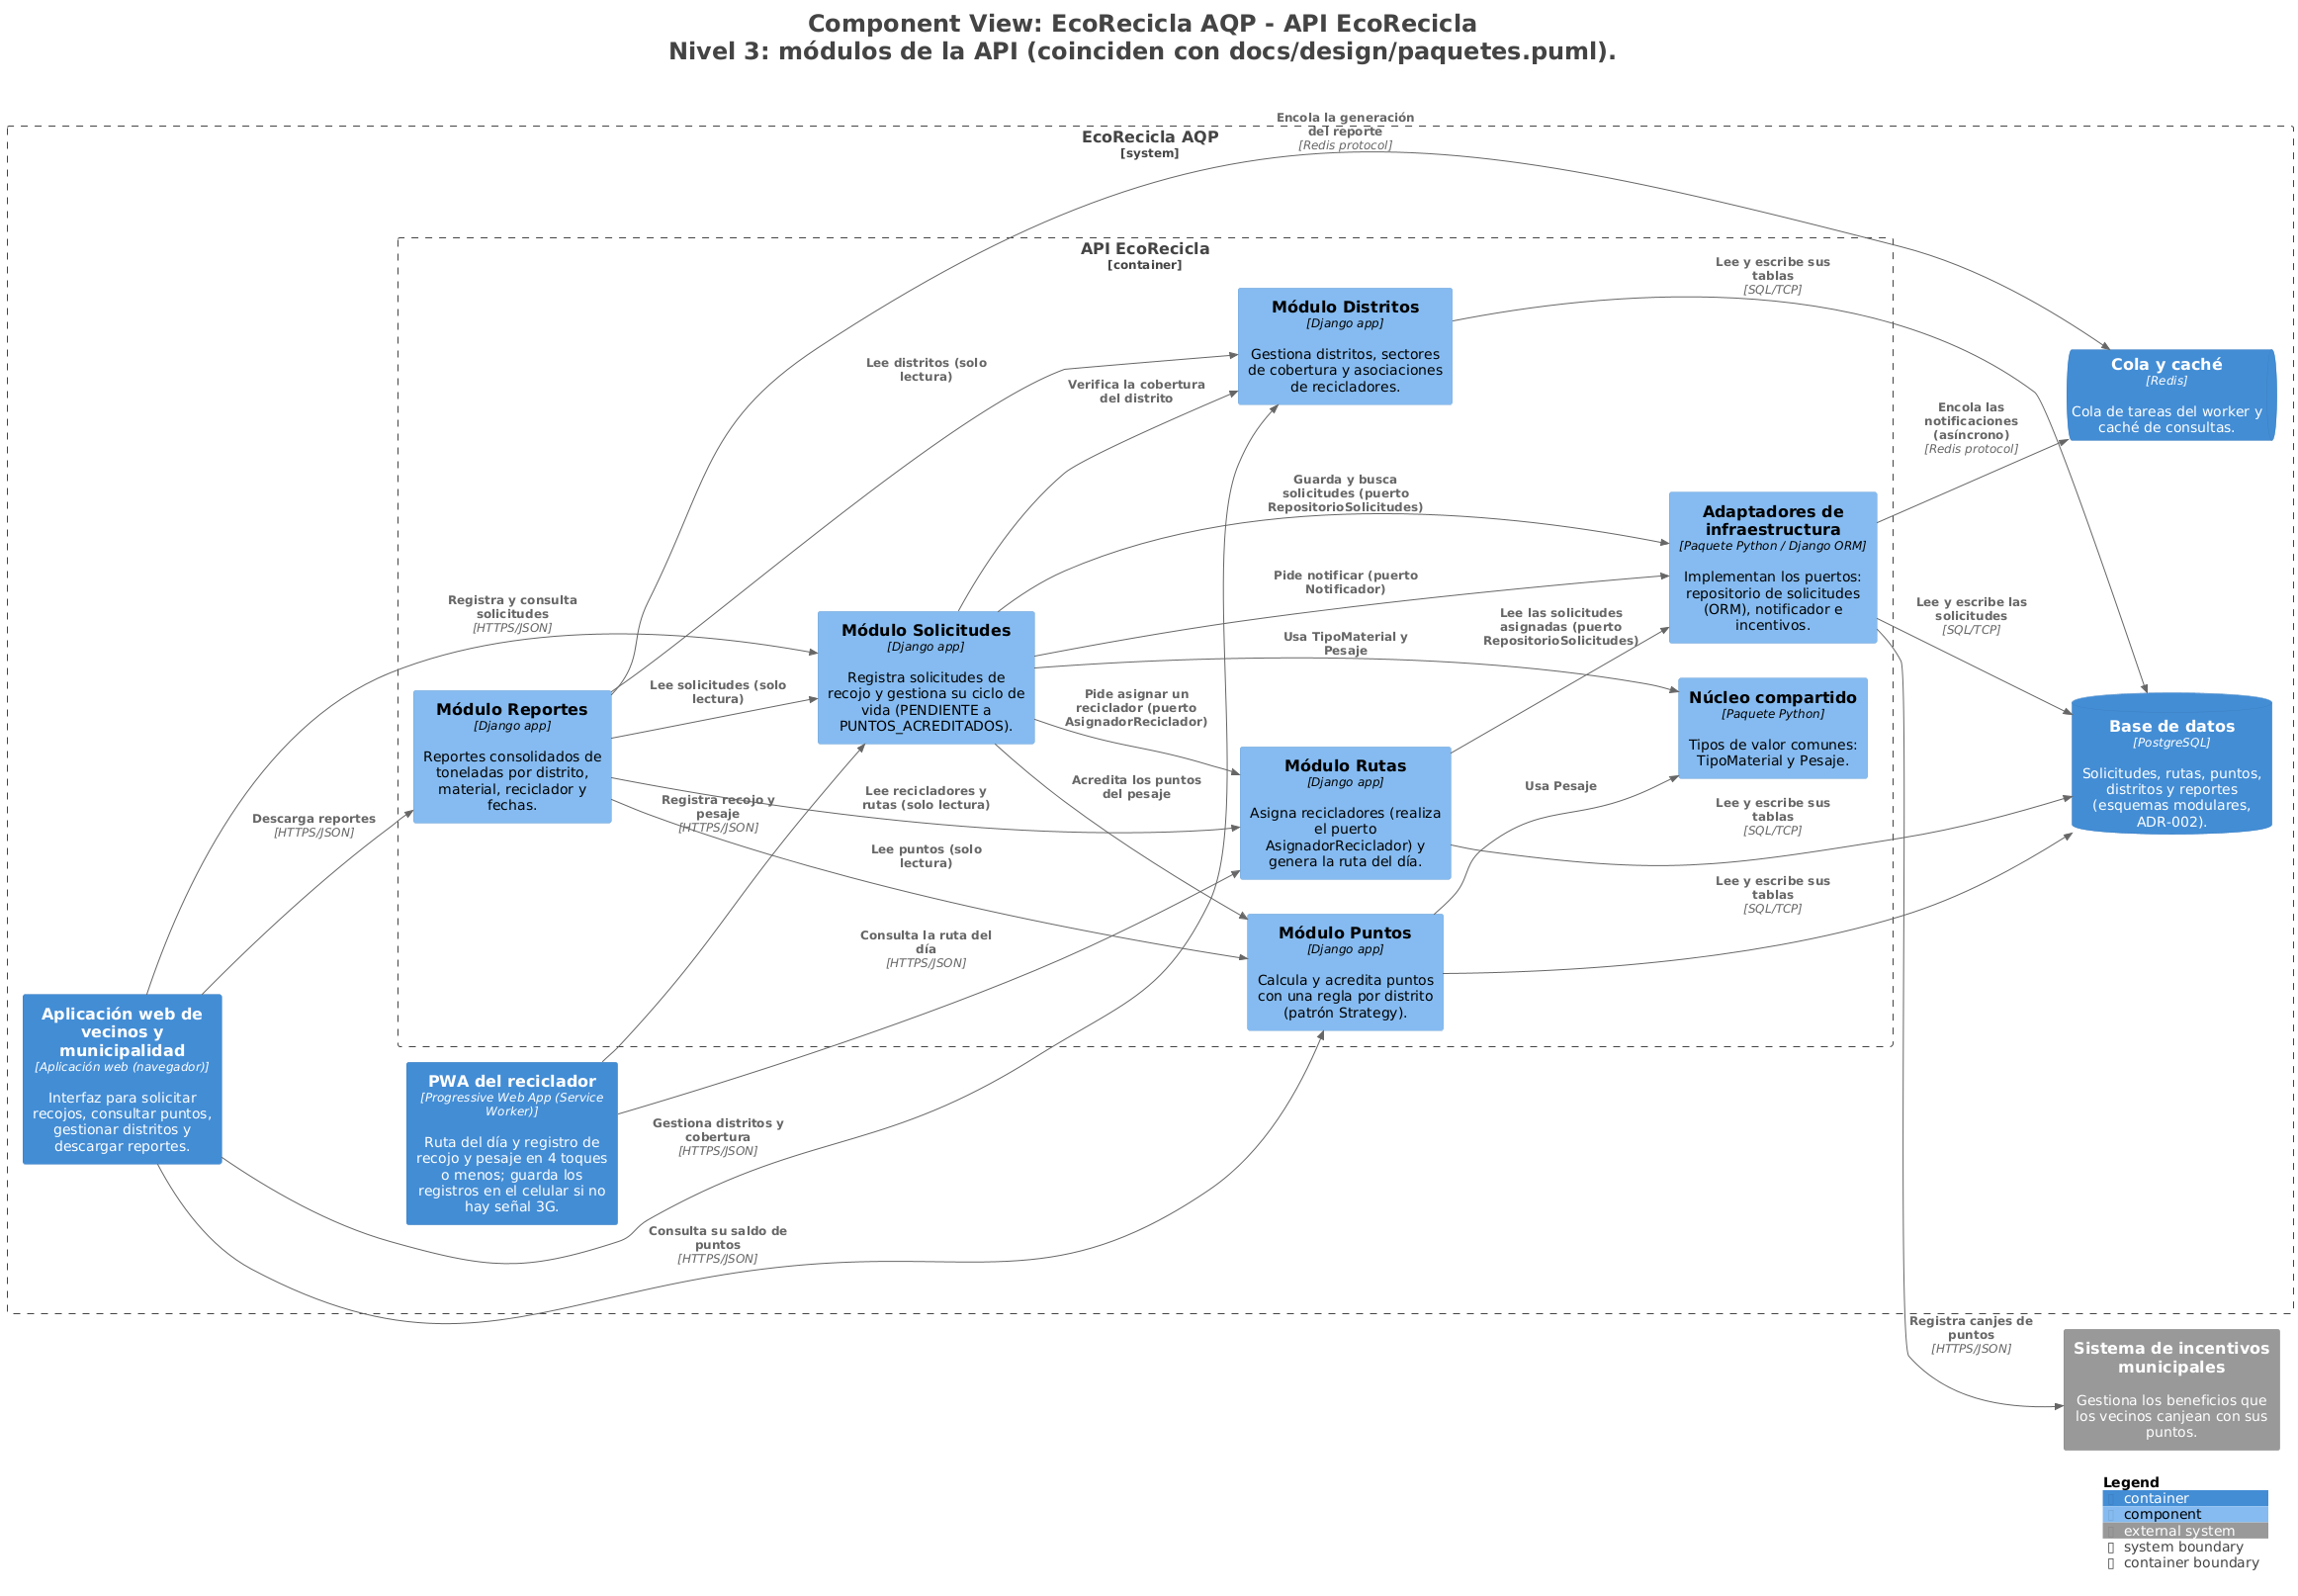 Component View: EcoRecicla AQP - API EcoRecicla
Nivel 3: módulos de la API (coinciden con docs/design/paquetes.puml).
EcoRecicla AQP
[system]
Encola la generación
del reporte
[Redis protocol]
API EcoRecicla
[container]
Módulo Distritos
[Django app]
Gestiona distritos, sectores
de cobertura y asociaciones
de recicladores.
Lee y escribe sus
tablas
[SQL/TCP]
Cola y caché
[Redis]
Cola de tareas del worker y
caché de consultas.
Lee distritos (solo
lectura)
Verifica la cobertura
del distrito
Encola las
notificaciones
(asíncrono)
[Redis protocol]
Guarda y busca
solicitudes (puerto
RepositorioSolicitudes)
Adaptadores de
infraestructura
[Paquete Python / Django ORM]
Implementan los puertos:
repositorio de solicitudes
(ORM), notificador e
incentivos.
Pide notificar (puerto
Notificador)
Registra y consulta
solicitudes
[HTTPS/JSON]
Módulo Solicitudes
[Django app]
Registra solicitudes de
recojo y gestiona su ciclo de
vida (PENDIENTE a
PUNTOS_ACREDITADOS).
Lee las solicitudes
asignadas (puerto
RepositorioSolicitudes)
Lee y escribe las
solicitudes
[SQL/TCP]
Usa TipoMaterial y
Pesaje
Lee solicitudes (solo
lectura)
Pide asignar un
reciclador (puerto
AsignadorReciclador)
Núcleo compartido
[Paquete Python]
Tipos de valor comunes:
TipoMaterial y Pesaje.
Módulo Reportes
[Django app]
Reportes consolidados de
toneladas por distrito,
material, reciclador y
fechas.
Base de datos
[PostgreSQL]
Solicitudes, rutas, puntos,
distritos y reportes
(esquemas modulares,
ADR-002).
Módulo Rutas
[Django app]
Asigna recicladores (realiza
el puerto
AsignadorReciclador) y
genera la ruta del día.
Acredita los puntos
del pesaje
Usa Pesaje
Descarga reportes
[HTTPS/JSON]
Registra recojo y
pesaje
[HTTPS/JSON]
Lee recicladores y
rutas (solo lectura)
Lee y escribe sus
tablas
[SQL/TCP]
Lee puntos (solo
lectura)
Lee y escribe sus
tablas
[SQL/TCP]
Consulta la ruta del
día
[HTTPS/JSON]
Módulo Puntos
[Django app]
Calcula y acredita puntos
con una regla por distrito
(patrón Strategy).
Aplicación web de
vecinos y
municipalidad
[Aplicación web (navegador)]
Interfaz para solicitar
recojos, consultar puntos,
gestionar distritos y
descargar reportes.
PWA del reciclador
[Progressive Web App (Service
Worker)]
Ruta del día y registro de
recojo y pesaje en 4 toques
o menos; guarda los
registros en el celular si no
hay señal 3G.
Gestiona distritos y
cobertura
[HTTPS/JSON]
Consulta su saldo de
puntos
[HTTPS/JSON]
Registra canjes de
puntos
[HTTPS/JSON]
Sistema de incentivos
municipales
Gestiona los beneficios que
los vecinos canjean con sus
puntos.
Legend
container
component
external system
system boundary
container boundary